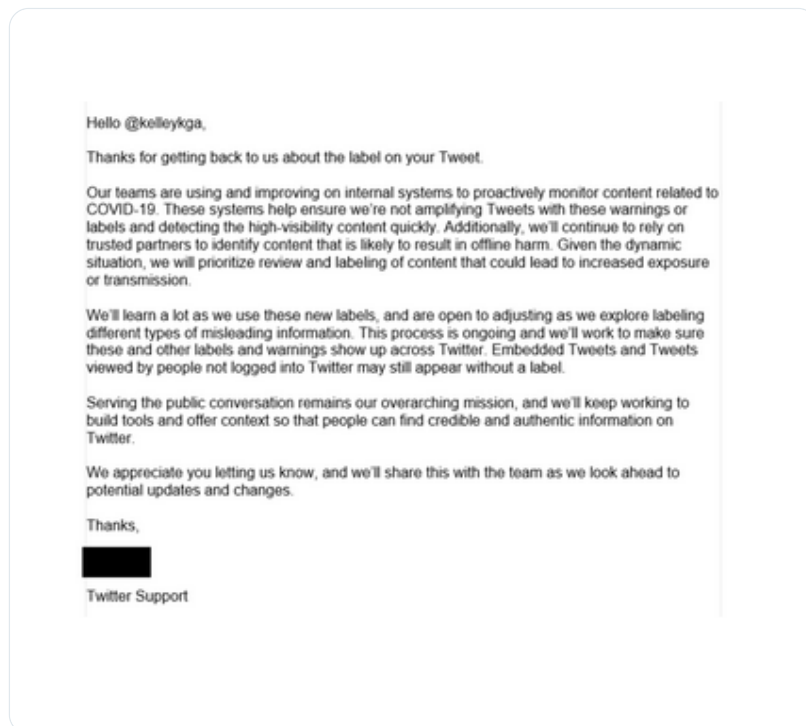 Hello @kelleykga,
Thanks for getting back to us about the label on your Tweet.
Our teams are using and improving on internal systems to proactively monitor content related to
COVID-19. These systems help ensure we're not amplifying Tweets with these warnings or
labels and detecting the high-visibility content quickly. Additionally, we'll continue to rely on
trusted partners to identify content that is likely to result in offline harm. Given the dynamic
situation, we will prioritize review and labeling of content that could lead to increased exposure
or transmission.
We'll learn a lot as we use these new labels, and are open to adjusting as we explore labeling
different types of misleading information. This process is ongoing and we'll work to make sure
these and other labels and warnings show up across Twitter. Embedded Tweets and Tweets
viewed by people not logged into Twitter may still appear without a label.
Serving the public conversation remains our overarching mission, and we'll keep working to
build tools and offer context so that people can find credible and authentic information on
Twitter.
We appreciate you letting us know, and we'll share this with the team as we look ahead to
potential updates and changes.
Thanks,
Twitter Support